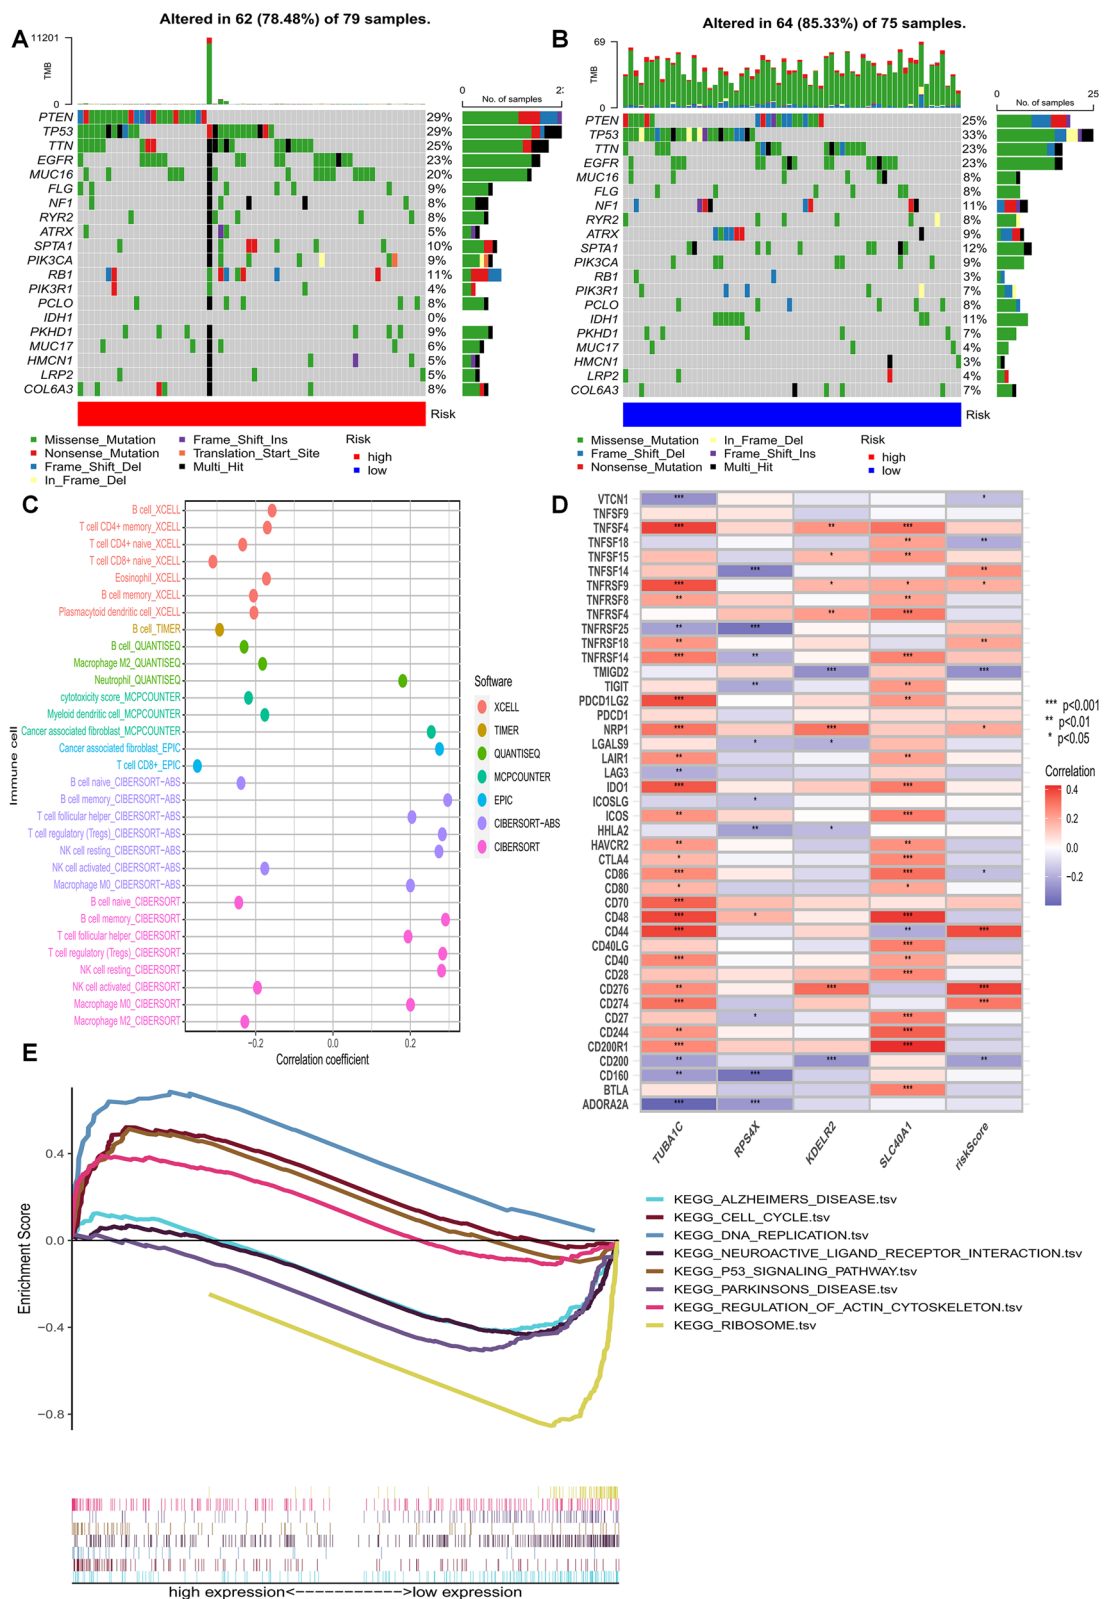 Altered in 62 (78.48%) of 79 samples.
A
11201
TMB
0
0
No. of samples
PTEN 29%
TP53 29%
TTN 25%
EGFR 23%
MUC16 20%
FLG 9%
NF1 8%
RYR2 8%
ATRX 5%
SPTA1 10%
PIK3CA 9%
RB1 11%
PIK3R1 4%
PCLO 8%
IDH1 0%
PKHD1 9%
MUC17 6%
HMCN1 5%
LRP2 5%
COL6A3 8%
Risk
Missense_Mutation
Nonsense_Mutation
Frame_Shift_Del
In_Frame_Del
Frame_Shift_Ins
Translation_Start_Site
Multi_Hit
Risk
high
low
Altered in 64 (85.33%) of 75 samples.
B
69
TMB
0
0
25
No. of samples
PTEN 25%
TP53 33%
TTN 23%
EGFR 23%
MUC16 8%
FLG 8%
NF1 11%
RYR2 8%
ATRX 9%
SPTA1 12%
PIK3CA 9%
RB1 3%
PIK3R1 7%
PCLO 8%
IDH1 11%
PKHD1 7%
MUC17 4%
HMCN1 3%
LRP2 4%
COL6A3 7%
Risk
Missense_Mutation
Frame_Shift_Del
Nonsense_Mutation
In_Frame_Del
Frame_Shift_Ins
Multi_Hit
Risk
high
low
C
Immune cell
B cell_XCELL
T cell CD4+ memory_XCELL
T cell CD4+ naive_XCELL
T cell CD8+ naive_XCELL
Eosinophil_XCELL
B cell memory_XCELL
Plasmacytoid dendritic cell_XCELL
B cell_TIMER
B cell_QUANTISEQ
Macrophage M2_QUANTISEQ
Neutrophil_QUANTISEQ
cytotoxicity score_MCPCOUNTER
Myeloid dendritic cell_MCPCOUNTER
Cancer associated fibroblast_MCPCOUNTER
Cancer associated fibroblast_EPIC
T cell CD8+_EPIC
B cell naive_CIBERSORT−ABS
B cell memory_CIBERSORT−ABS
T cell follicular helper_CIBERSORT−ABS
T cell regulatory (Tregs)_CIBERSORT−ABS
NK cell resting_CIBERSORT−ABS
NK cell activated_CIBERSORT−ABS
Macrophage M0_CIBERSORT−ABS
B cell naive_CIBERSORT
B cell memory_CIBERSORT
T cell follicular helper_CIBERSORT
T cell regulatory (Tregs)_CIBERSORT
NK cell resting_CIBERSORT
NK cell activated_CIBERSORT
Macrophage M0_CIBERSORT
Macrophage M2_CIBERSORT
−0.2 0.0 0.2
Correlation coefficient
Software
XCELL
TIMER
QUANTISEQ
MCPCOUNTER
EPIC
CIBERSORT−ABS
CIBERSORT
D
VTCN1 *** *
TNFSF9
TNFSF4 *** ** ***
TNFSF18 ** **
TNFSF15 * **
TNFSF14 *** **
TNFRSF9 *** * * *
TNFRSF8 ** **
TNFRSF4 ** ***
TNFRSF25 ** ***
TNFRSF18 ** **
TNFRSF14 *** ** ***
TMIGD2 *** ***
TIGIT ** **
PDCD1LG2 *** **
PDCD1
NRP1 *** *** *
LGALS9 * *
LAIR1 ** **
LAG3 **
IDO1 *** ***
ICOSLG *
ICOS ** ***
HHLA2 ** *
HAVCR2 ** **
CTLA4 * ***
CD86 *** *** *
CD80 * *
CD70 ***
CD48 *** * ***
CD44 *** ** ***
CD40LG ***
CD40 *** **
CD28 ***
CD276 ** *** ***
CD274 *** ***
CD27 * ***
CD244 ** ***
CD200R1 *** ***
CD200 ** *** **
CD160 ** ***
BTLA ***
ADORA2A *** ***
TUBA1C RPS4X KDELR2 SLC40A1 riskScore
*** p<0.001
** p<0.01
* p<0.05
Correlation
0.4
0.2
0.0
−0.2
E
Enrichment Score
0.4
0.0
−0.4
−0.8
high expression<----------->low expression
KEGG_ALZHEIMERS_DISEASE.tsv
KEGG_CELL_CYCLE.tsv
KEGG_DNA_REPLICATION.tsv
KEGG_NEUROACTIVE_LIGAND_RECEPTOR_INTERACTION.tsv
KEGG_P53_SIGNALING_PATHWAY.tsv
KEGG_PARKINSONS_DISEASE.tsv
KEGG_REGULATION_OF_ACTIN_CYTOSKELETON.tsv
KEGG_RIBOSOME.tsv